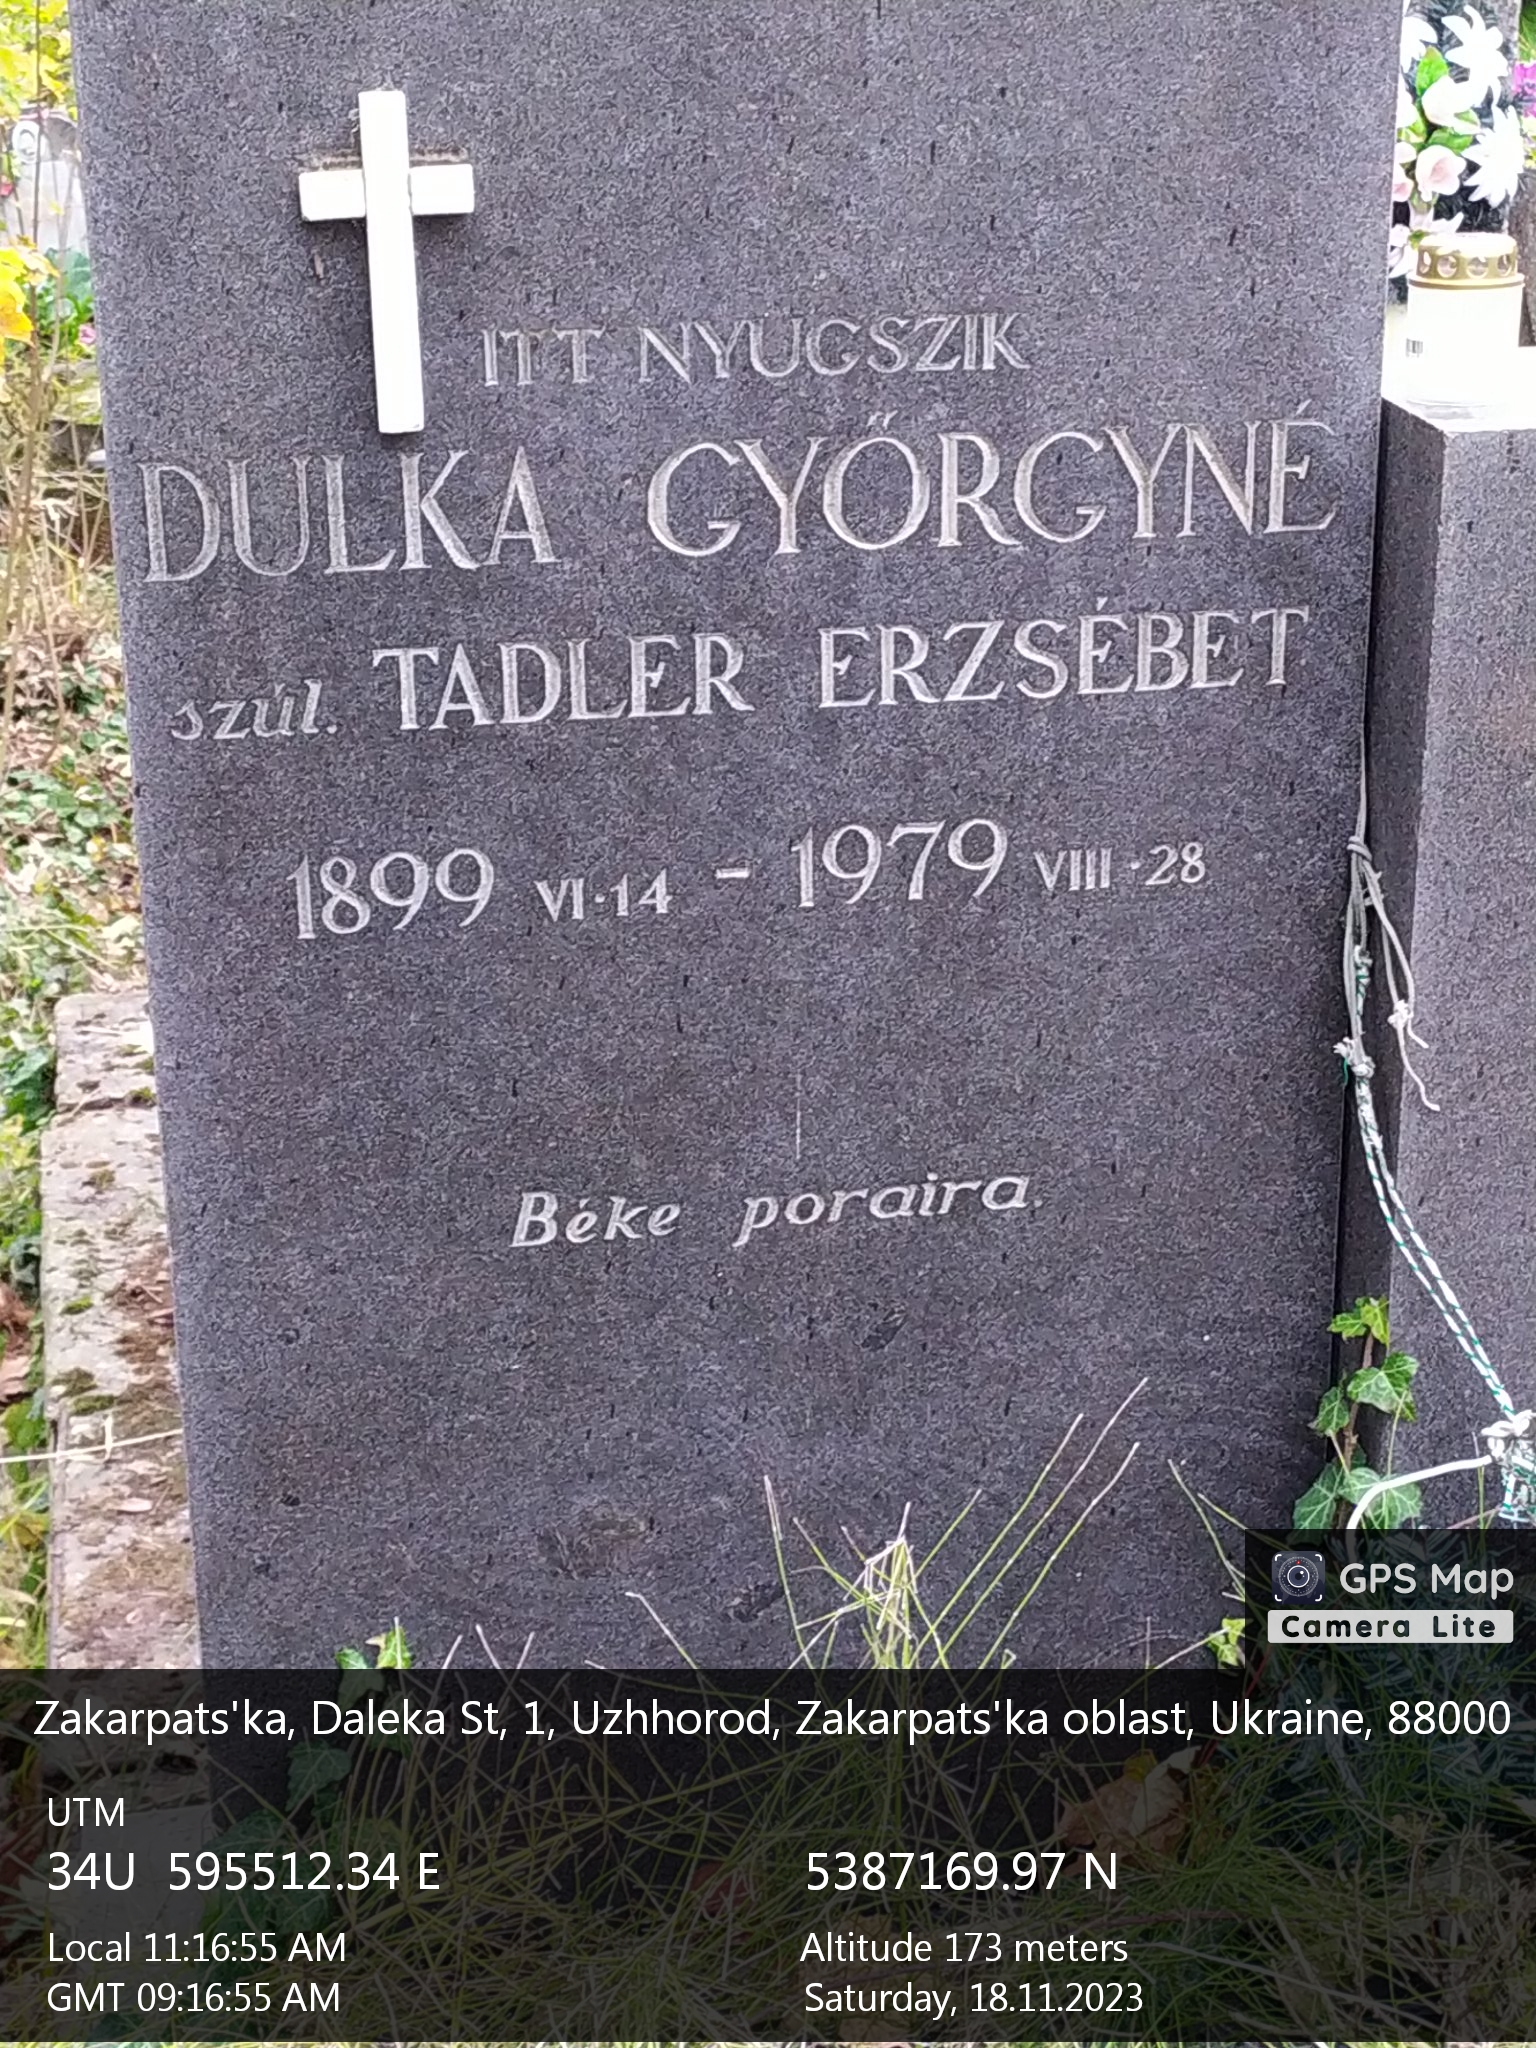 ITT NYUGSZIK
DULKA GYŐRGYNÉ
szúl. TADLER ERZSÉBET
1899 VI·14 - 1979 VIII·28
Béke poraira.
GPS Map
Camera Lite
Zakarpats'ka, Daleka St, 1, Uzhhorod, Zakarpats'ka oblast, Ukraine, 88000
UTM
34U 595512.34 E 5387169.97 N
Local 11:16:55 AM Altitude 173 meters
GMT 09:16:55 AM Saturday, 18.11.2023